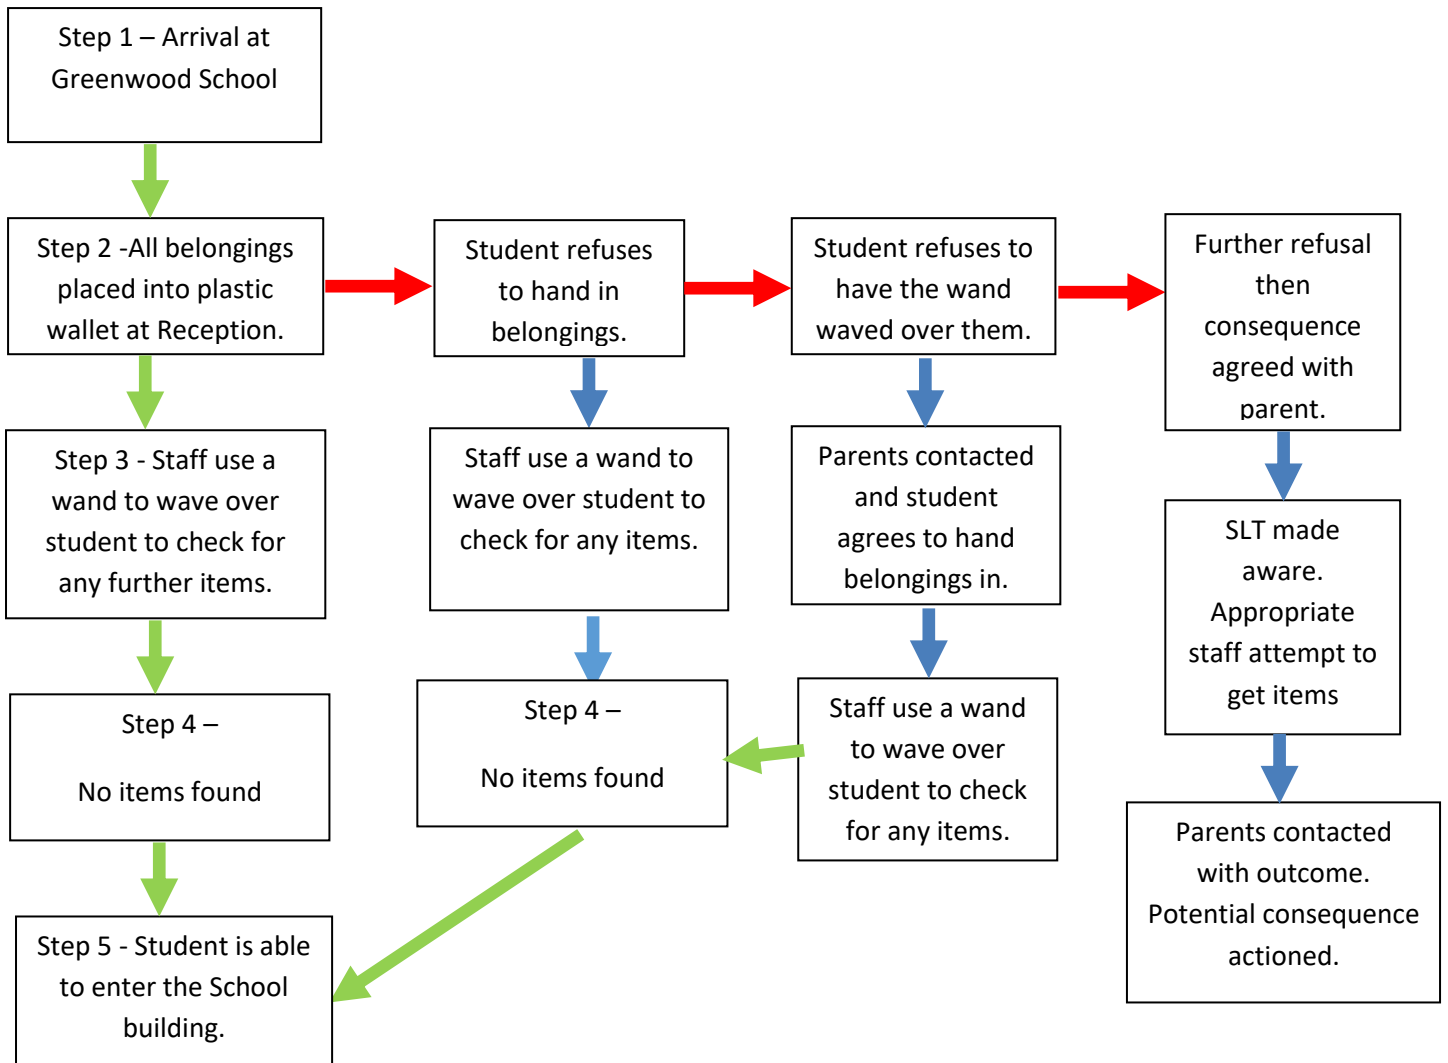 Step 1 – Arrival at
Greenwood School
Step 2 -All belongings
placed into plastic
wallet at Reception.
Student refuses
to hand in
belongings.
Student refuses to
have the wand
waved over them.
Further refusal
then
consequence
agreed with
parent.
Step 3 - Staff use a
wand to wave over
student to check for
any further items.
Staff use a wand to
wave over student to
check for any items.
Parents contacted
and student
agrees to hand
belongings in.
SLT made
aware.
Appropriate
staff attempt to
get items
Step 4 –
No items found
Step 4 –
No items found
Staff use a wand
to wave over
student to check
for any items.
Parents contacted
with outcome.
Potential consequence
actioned.
Step 5 - Student is able
to enter the School
building.